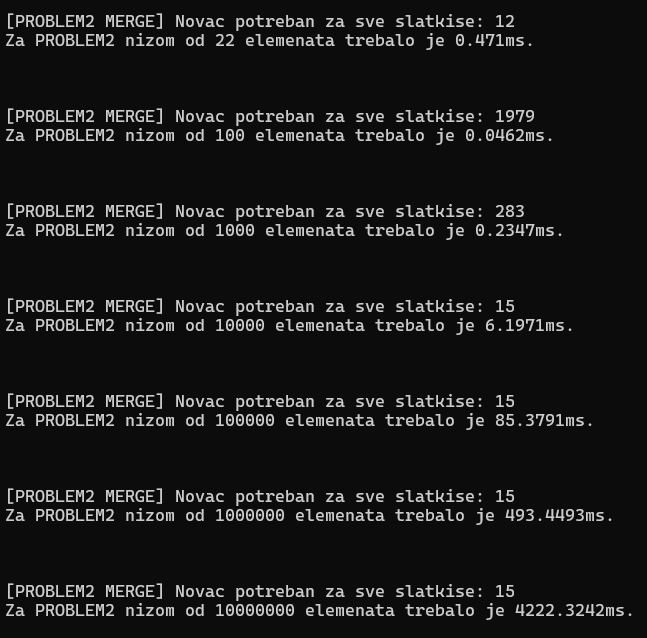 [PROBLEM2 MERGE] Novac potreban za sve slatkise: 12
Za PROBLEM2 nizom od 22 elemenata trebalo je 0.471ms.
[PROBLEM2 MERGE] Novac potreban za sve slatkise: 1979
Za PROBLEM2 nizom od 100 elemenata trebalo je 0.0462ms.
[PROBLEM2 MERGE] Novac potreban za sve slatkise: 283
Za PROBLEM2 nizom od 1000 elemenata trebalo je 0.2347ms.
[PROBLEM2 MERGE] Novac potreban za sve slatkise: 15
Za PROBLEM2 nizom od 10000 elemenata trebalo je 6.1971ms.
[PROBLEM2 MERGE] Novac potreban za sve slatkise: 15
Za PROBLEM2 nizom od 100000 elemenata trebalo je 85.3791ms.
[PROBLEM2 MERGE] Novac potreban za sve slatkise: 15
Za PROBLEM2 nizom od 1000000 elemenata trebalo je 493.4493ms.
[PROBLEM2 MERGE] Novac potreban za sve slatkise: 15
Za PROBLEM2 nizom od 10000000 elemenata trebalo je 4222.3242ms.